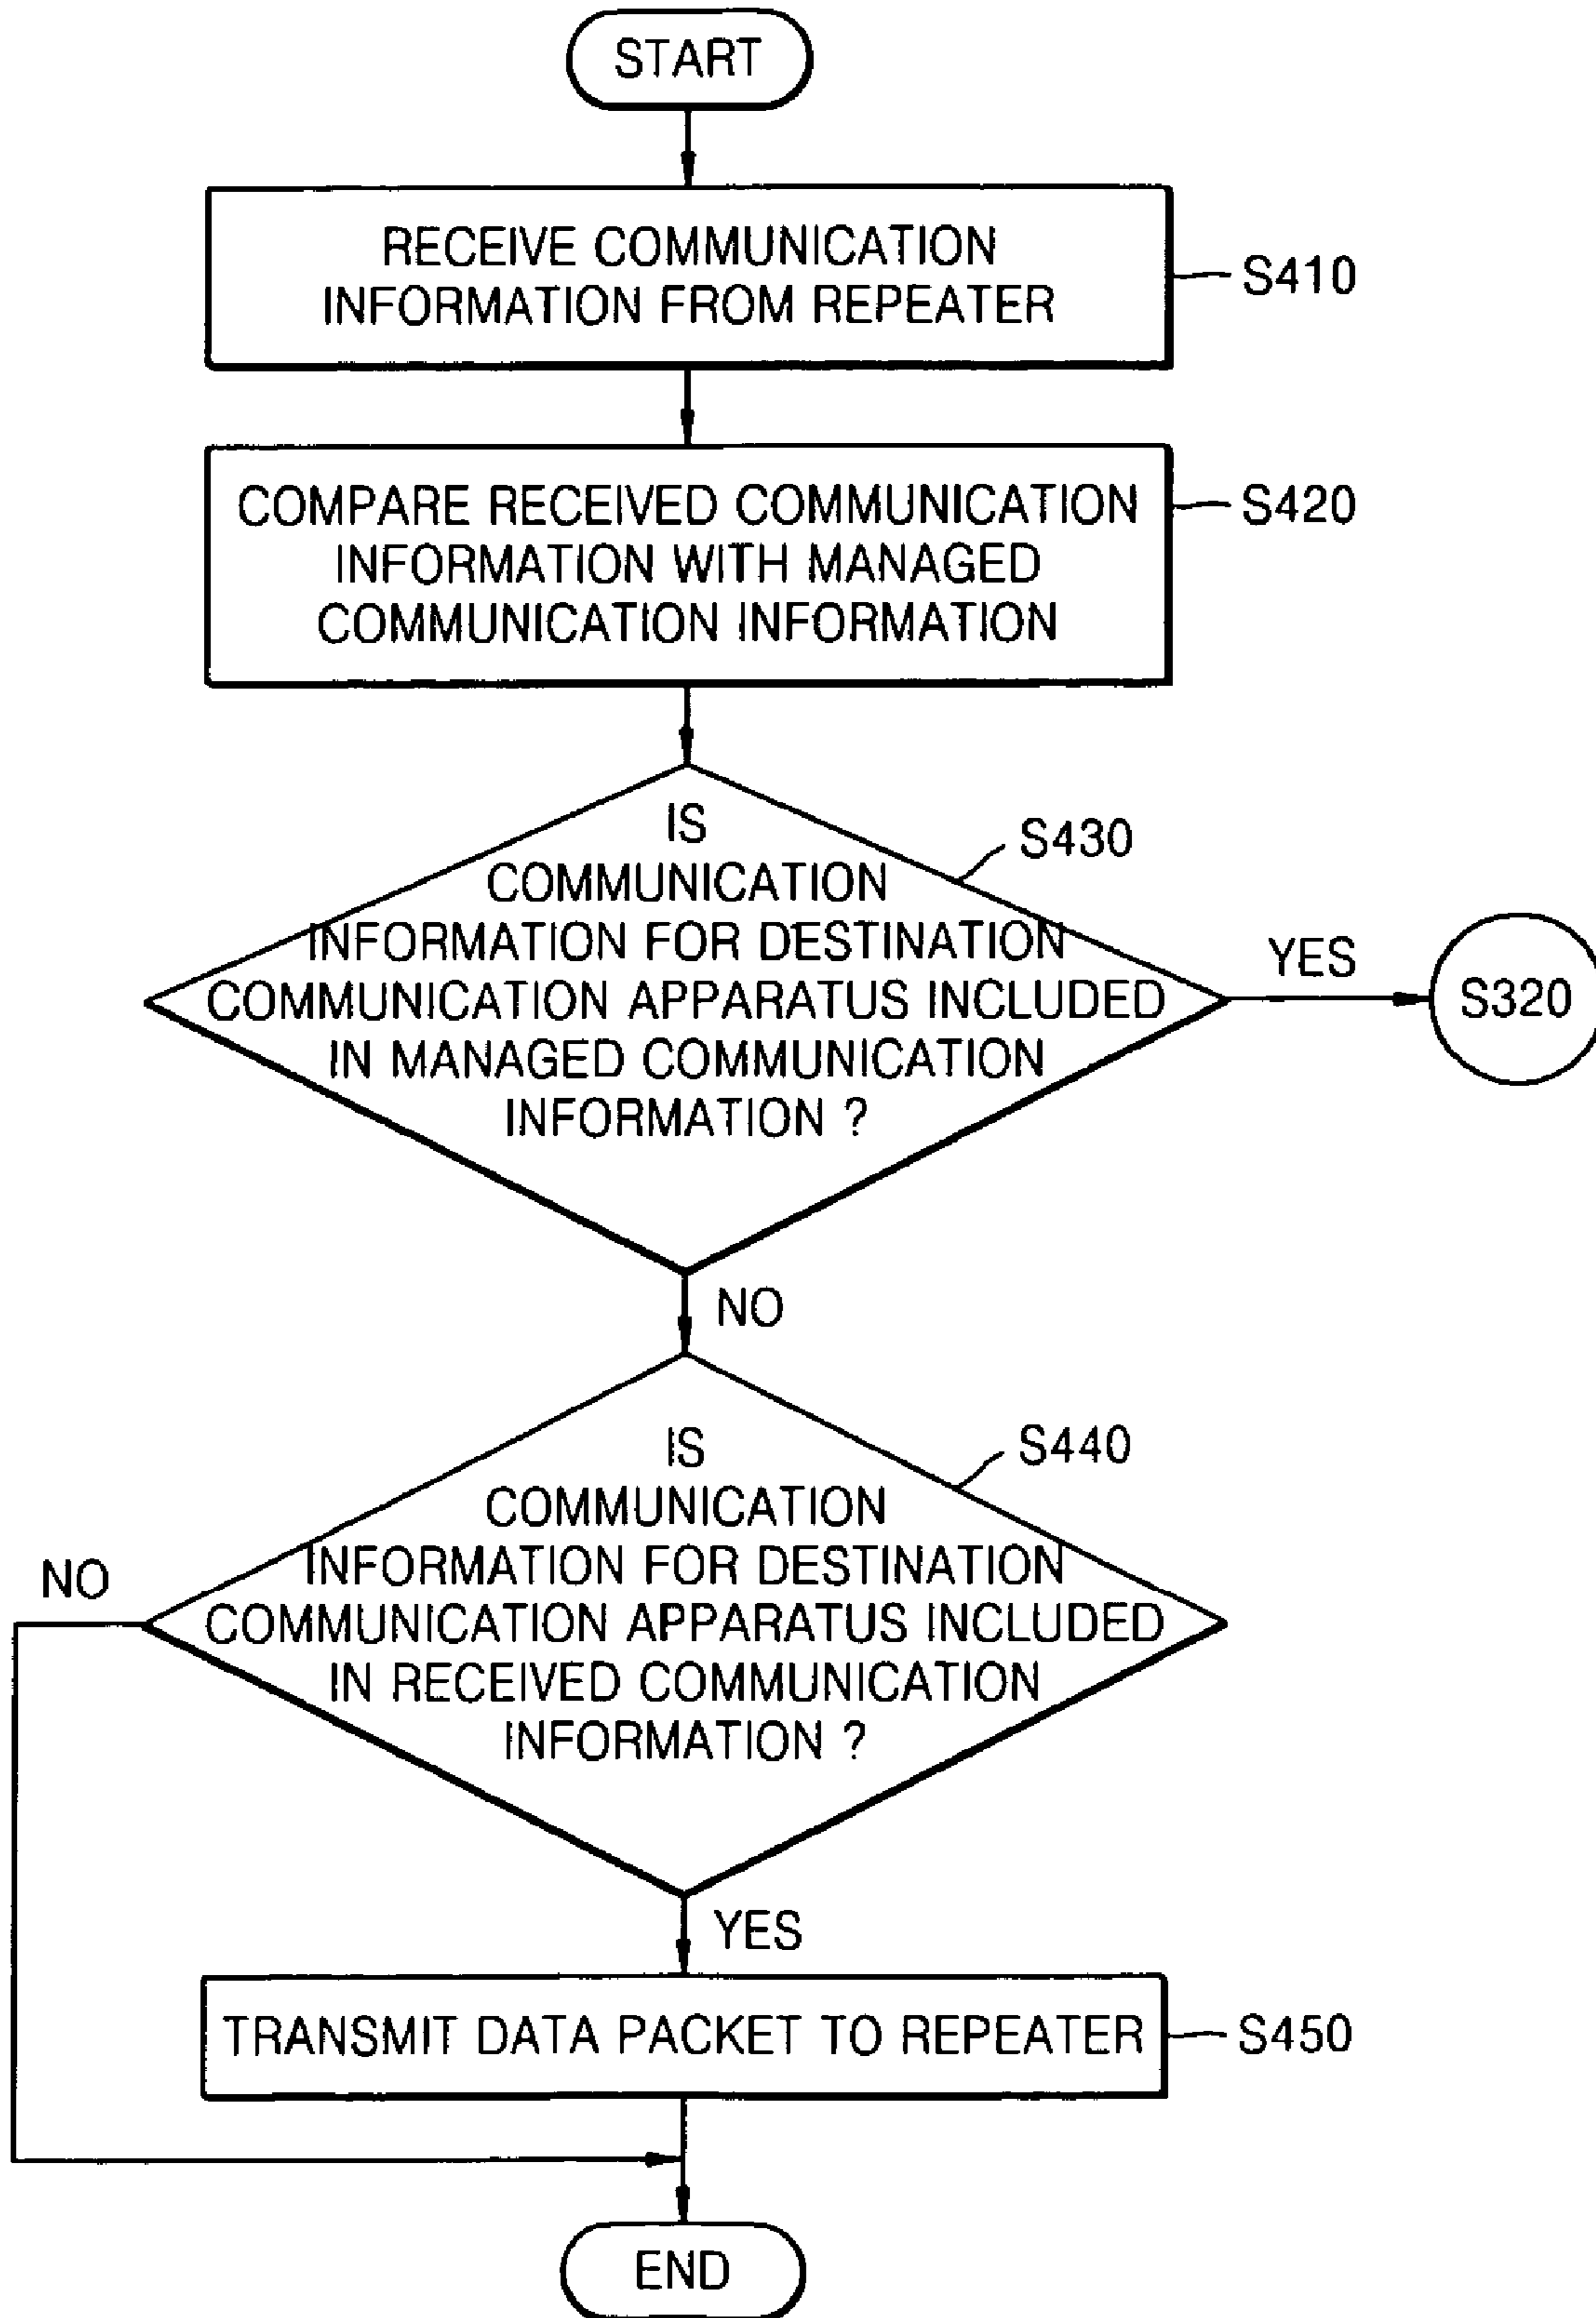 START
RECEIVE COMMUNICATION
INFORMATION FROM REPEATER
S410
COMPARE RECEIVED COMMUNICATION
INFORMATION WITH MANAGED
COMMUNICATION INFORMATION
S420
IS
COMMUNICATION
INFORMATION FOR DESTINATION
COMMUNICATION APPARATUS INCLUDED
IN MANAGED COMMUNICATION
INFORMATION ?
S430
YES
S320
NO
IS
COMMUNICATION
INFORMATION FOR DESTINATION
COMMUNICATION APPARATUS INCLUDED
IN RECEIVED COMMUNICATION
INFORMATION ?
S440
NO
YES
TRANSMIT DATA PACKET TO REPEATER
S450
END